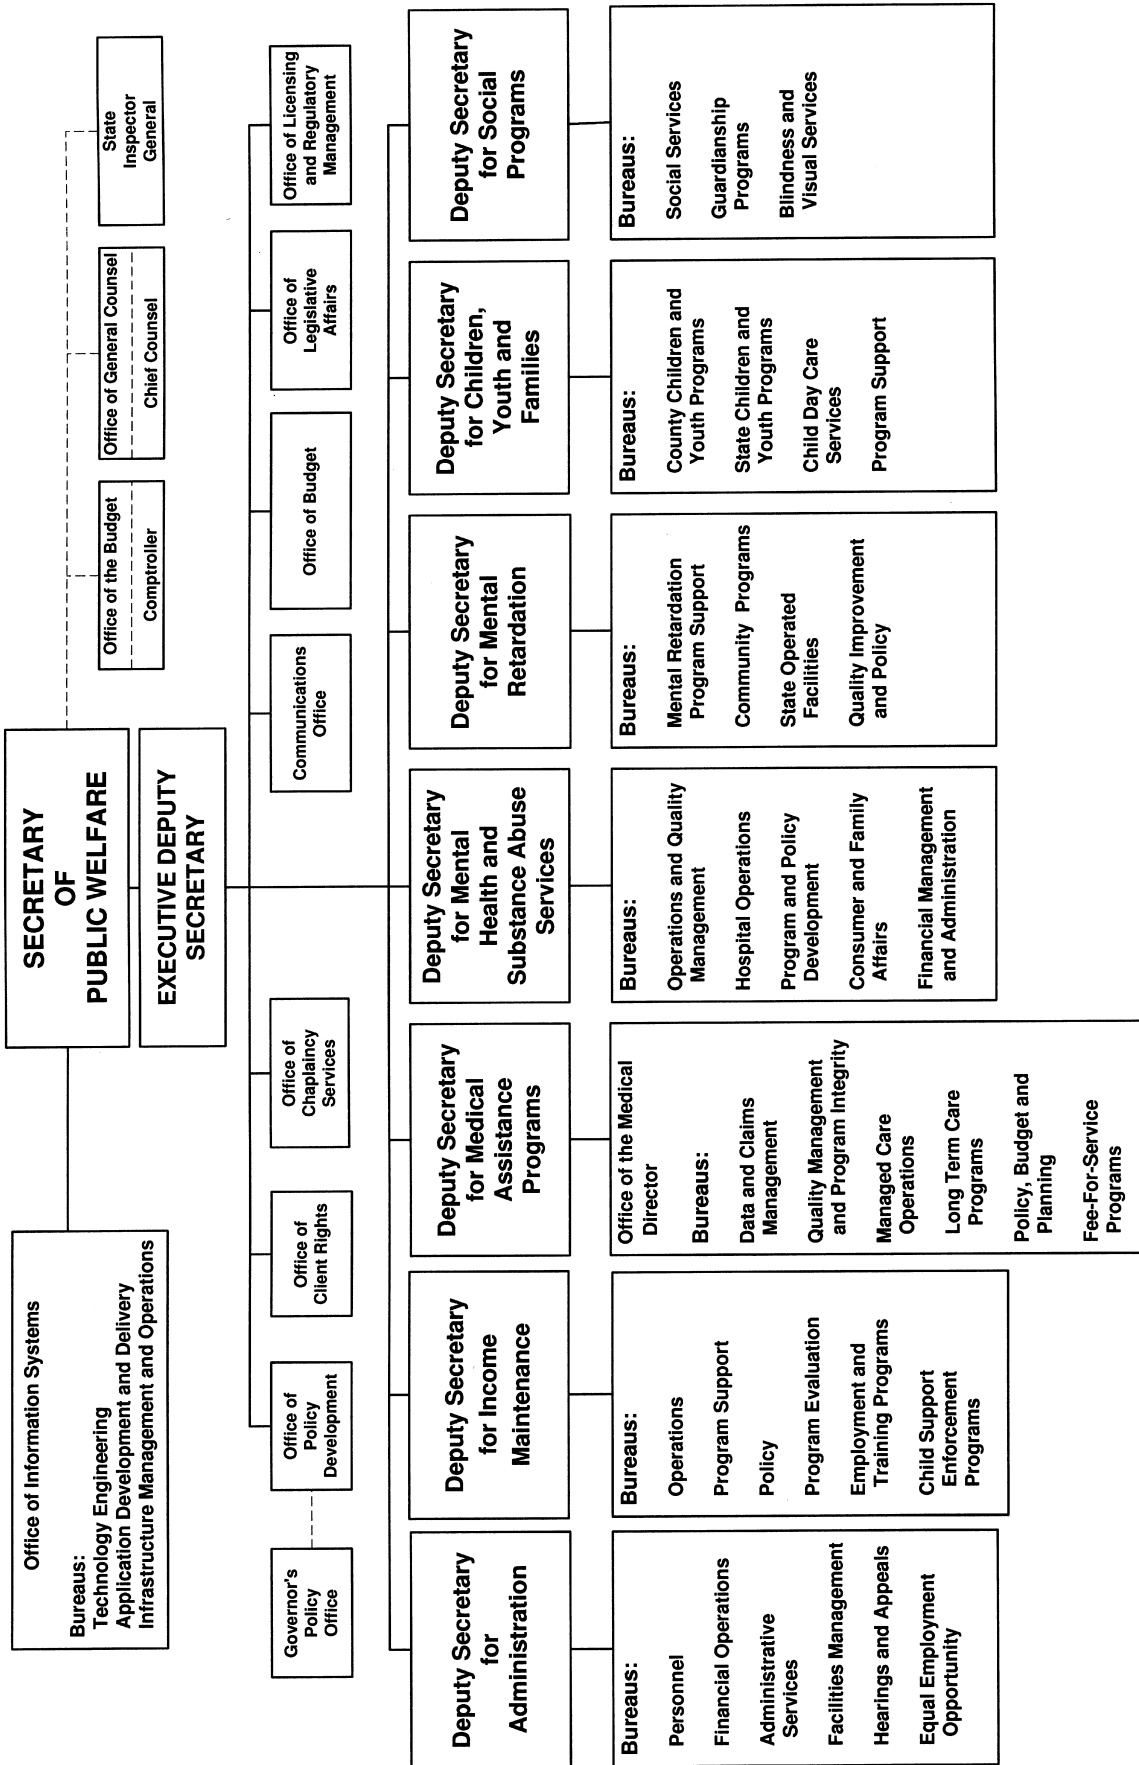 SECRETARY
OF
PUBLIC WELFARE
EXECUTIVE DEPUTY
SECRETARY
Office of Information Systems
Bureaus:
Technology Engineering
Application Development and Delivery
Infrastructure Management and Operations
Office of the Budget
Comptroller
Office of General Counsel
Chief Counsel
State
Inspector
General
Governor's
Policy
Office
Office of
Policy
Development
Office of
Client Rights
Office of
Chaplaincy
Services
Communications
Office
Office of Budget
Office of
Legislative
Affairs
Office of Licensing
and Regulatory
Management
Deputy Secretary
for
Administration
Bureaus:
Personnel
Financial Operations
Administrative
Services
Facilities Management
Hearings and Appeals
Equal Employment
Opportunity
Deputy Secretary
for Income
Maintenance
Bureaus:
Operations
Program Support
Policy
Program Evaluation
Employment and
Training Programs
Child Support
Enforcement
Programs
Deputy Secretary
for Medical
Assistance
Programs
Office of the Medical
Director
Bureaus:
Data and Claims
Management
Quality Management
and Program Integrity
Managed Care
Operations
Long Term Care
Programs
Policy, Budget and
Planning
Fee-For-Service
Programs
Deputy Secretary
for Mental
Health and
Substance Abuse
Services
Bureaus:
Operations and Quality
Management
Hospital Operations
Program and Policy
Development
Consumer and Family
Affairs
Financial Management
and Administration
Deputy Secretary
for Mental
Retardation
Bureaus:
Mental Retardation
Program Support
Community Programs
State Operated
Facilities
Quality Improvement
and Policy
Deputy Secretary
for Children,
Youth and
Families
Bureaus:
County Children and
Youth Programs
State Children and
Youth Programs
Child Day Care
Services
Program Support
Deputy Secretary
for Social
Programs
Bureaus:
Social Services
Guardianship
Programs
Blindness and
Visual Services